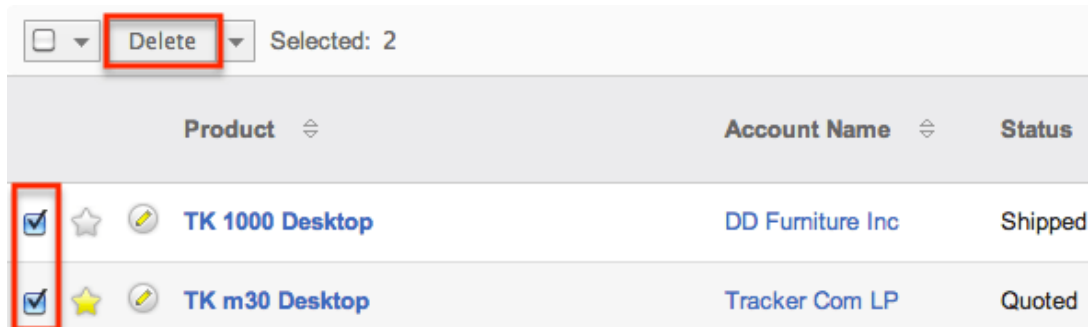 Delete Selected: 2
Product Account Name Status
TK 1000 Desktop DD Furniture Inc Shipped
TK m30 Desktop Tracker Com LP Quoted